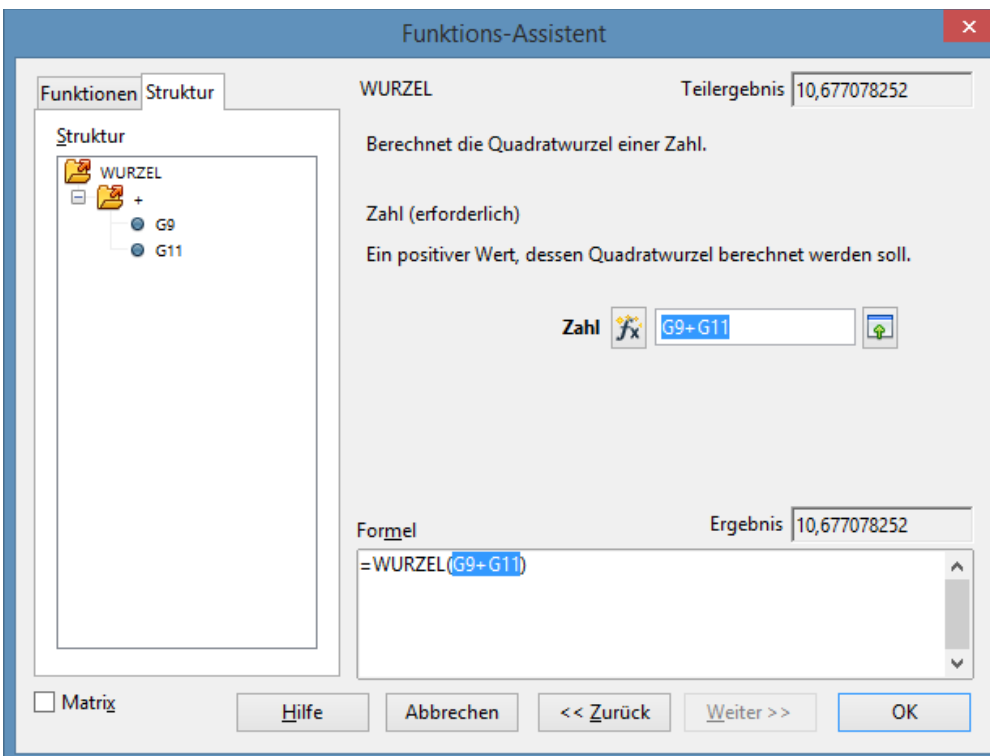 Funktions-Assistent
Funktionen Struktur
Struktur
WURZEL
+
G9
G11
WURZEL
Teilergebnis 10,677078252
Berechnet die Quadratwurzel einer Zahl.
Zahl (erforderlich)
Ein positiver Wert, dessen Quadratwurzel berechnet werden soll.
Zahl fx G9+G11
Formel
Ergebnis 10,677078252
=WURZEL(G9+G11)
Matrix
Hilfe
Abbrechen
<< Zurück
Weiter >>
OK